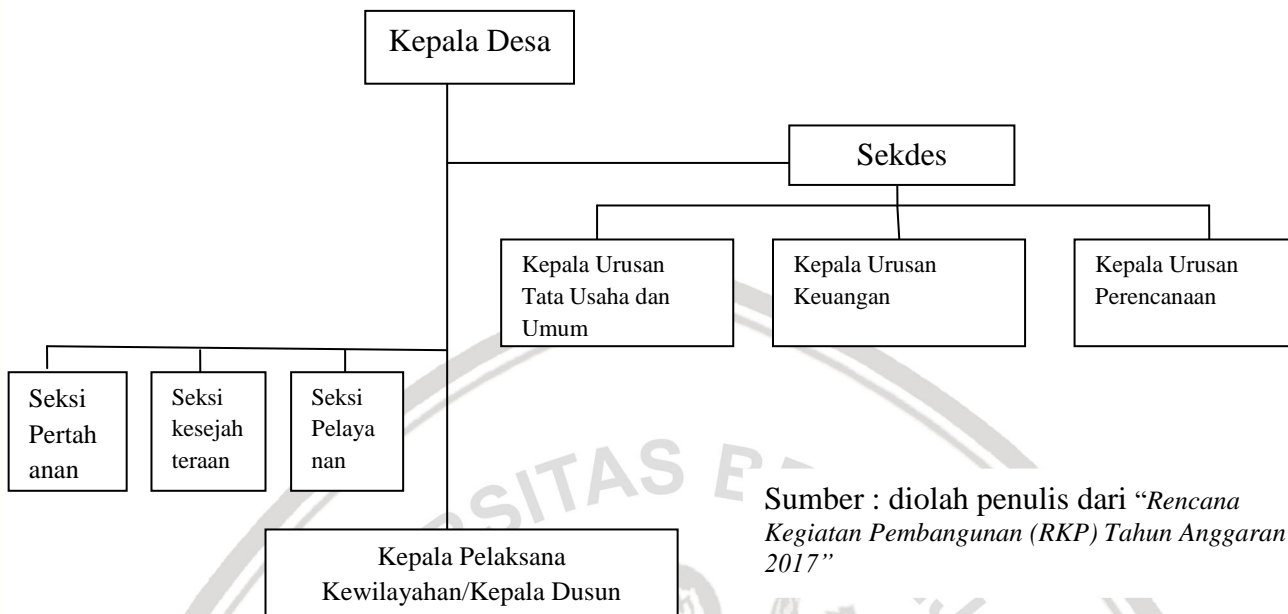 Kepala Desa
Sekdes
Kepala Urusan
Tata Usaha dan
Umum
Kepala Urusan
Keuangan
Kepala Urusan
Perencanaan
Seksi
Pertah
anan
Seksi
kesejah
teraan
Seksi
Pelaya
nan
Kepala Pelaksana
Kewilayahan/Kepala Dusun
Sumber : diolah penulis dari “Rencana
Kegiatan Pembangunan (RKP) Tahun Anggaran
2017”